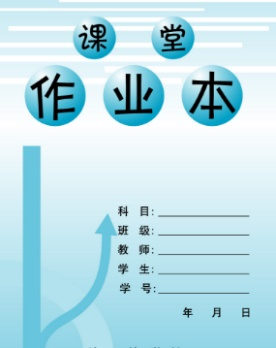 课堂
作业本
科 目:
班 级:
教 师:
学 生:
学 号:
年 月 日